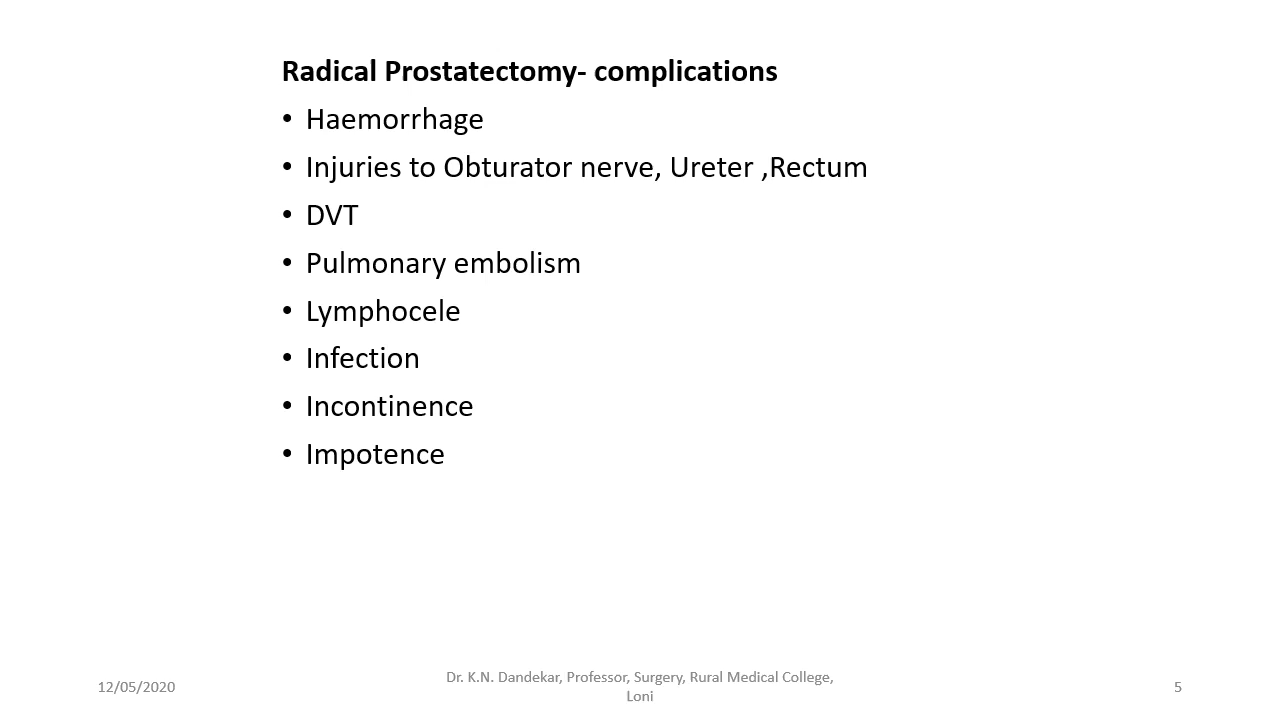 Radical Prostatectomy- complications
• Haemorrhage
• Injuries to Obturator nerve, Ureter ,Rectum
• DVT
• Pulmonary embolism
• Lymphocele
• Infection
• Incontinence
• Impotence
12/05/2020
Dr. K.N. Dandekar, Professor, Surgery, Rural Medical College,
Loni
5